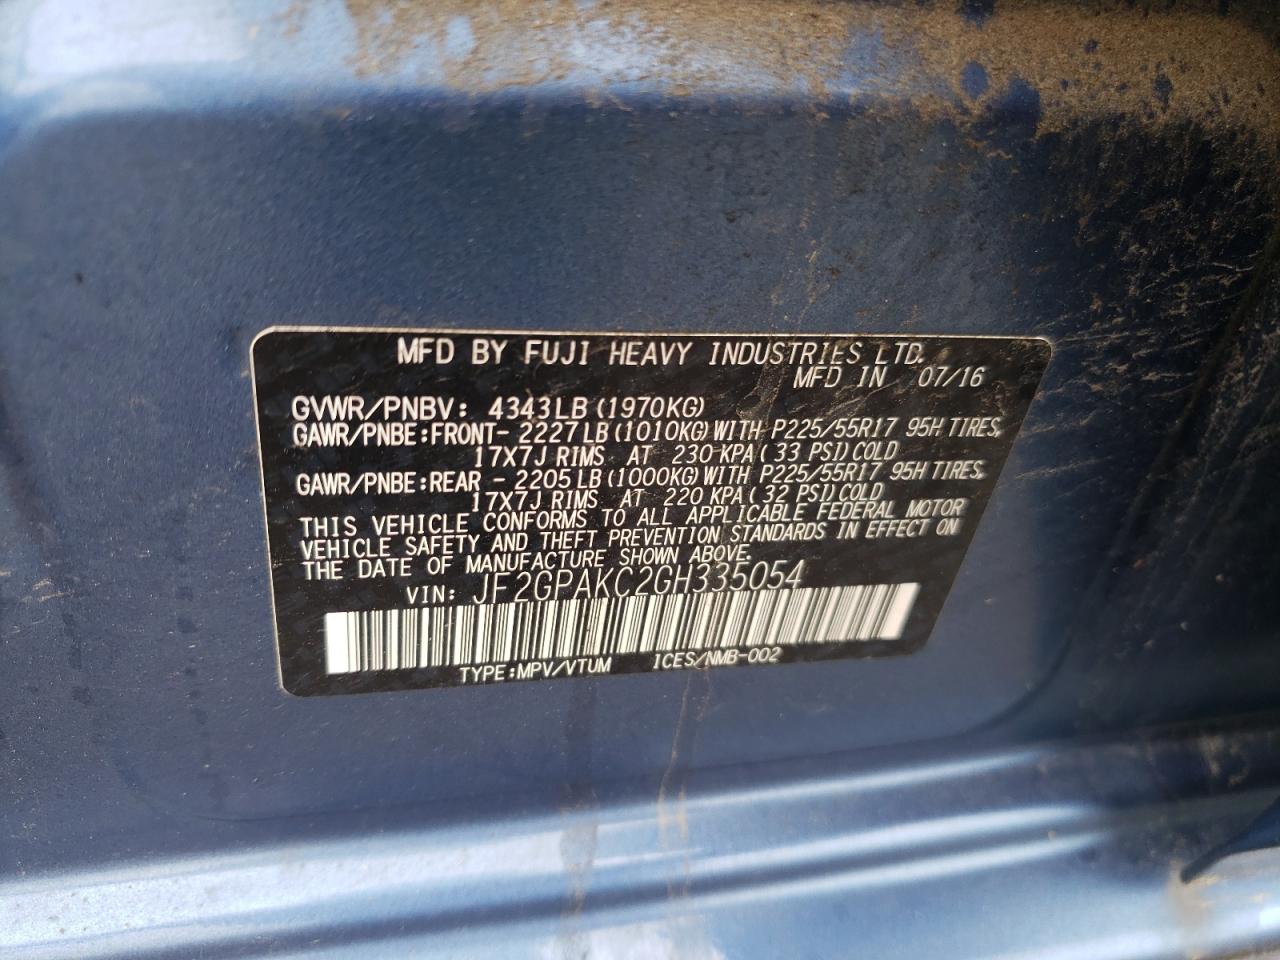 MFD BY FUJI HEAVY INDUSTRIES LTD.
MFD IN 07/16
GVWR/PNBV: 4343LB (1970KG)
GAWR/PNBE:FRONT- 2227LB (1010KG) WITH P225/55R17 95H TIRES,
17X7J RIMS AT 230 KPA (33 PSI) COLD
GAWR/PNBE:REAR - 2205LB (1000KG) WITH P225/55R17 95H TIRES,
17X7J RIMS AT 220 KPA (32 PSI) COLD
THIS VEHICLE CONFORMS TO ALL APPLICABLE FEDERAL MOTOR
VEHICLE SAFETY AND THEFT PREVENTION STANDARDS IN EFFECT ON
THE DATE OF MANUFACTURE SHOWN ABOVE.
VIN: JF2GPAKC2GH335054
TYPE:MPV/VTUM ICES/NMB-002